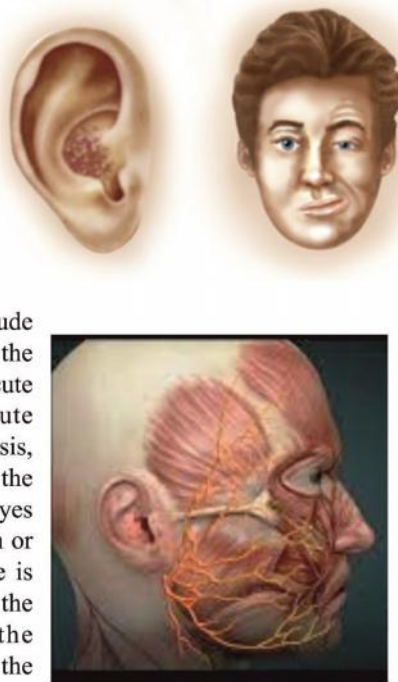 ude
the
cute
ute
sis,
the
yes
n or
e is
the
the
the